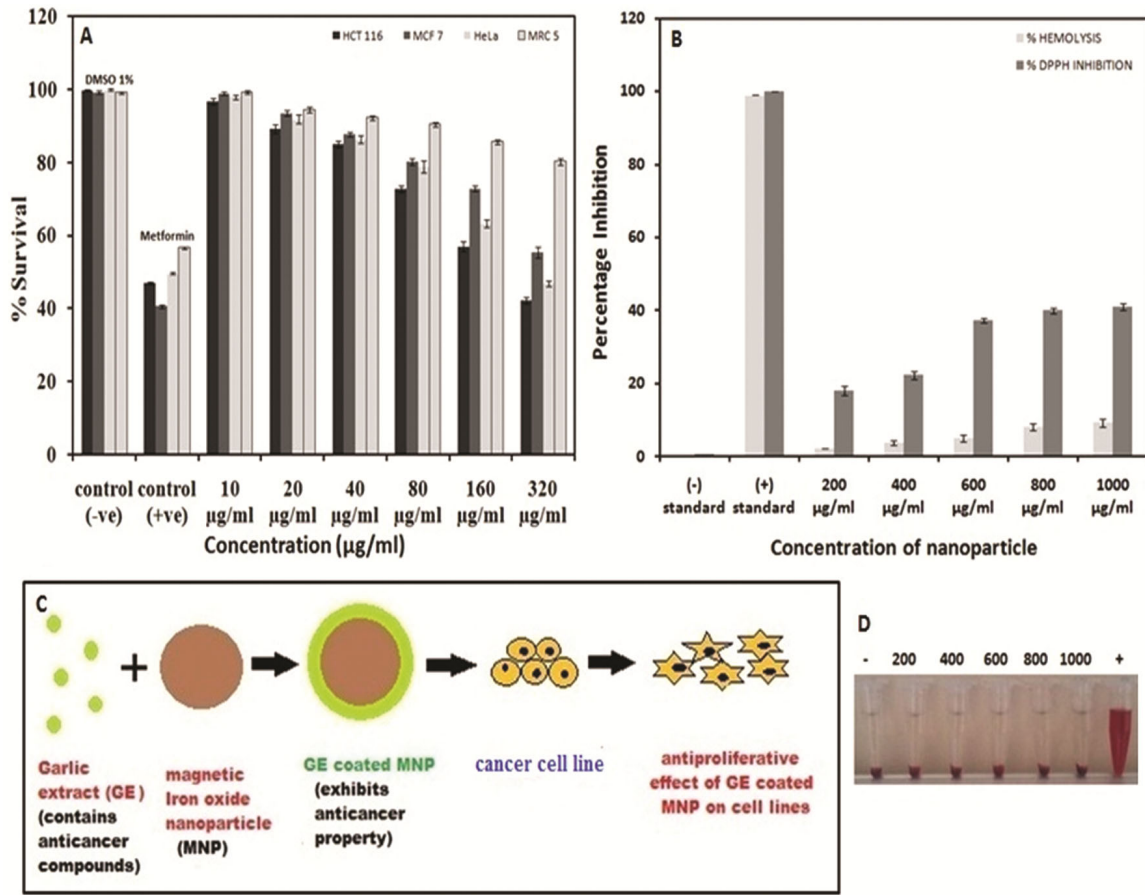 A
HCT 116 MCF 7 HeLa MRC 5
120
100
80
60
40
20
0
% Survival
DMSO 1%
Metformin
control (-ve)
control (+ve)
10 µg/ml
20 µg/ml
40 µg/ml
80 µg/ml
160 µg/ml
320 µg/ml
Concentration (µg/ml)
B
% HEMOLYSIS
% DPPH INHIBITION
120
100
80
60
40
20
0
Percentage Inhibition
(-) standard
(+) standard
200 µg/ml
400 µg/ml
600 µg/ml
800 µg/ml
1000 µg/ml
Concentration of nanoparticle
C
+
Garlic
extract (GE)
(contains
anticancer
compounds)
magnetic
Iron oxide
nanoparticle
(MNP)
GE coated MNP
(exhibits
anticancer
property)
cancer cell line
antiproliferative
effect of GE coated
MNP on cell lines
D
- 200 400 600 800 1000 +